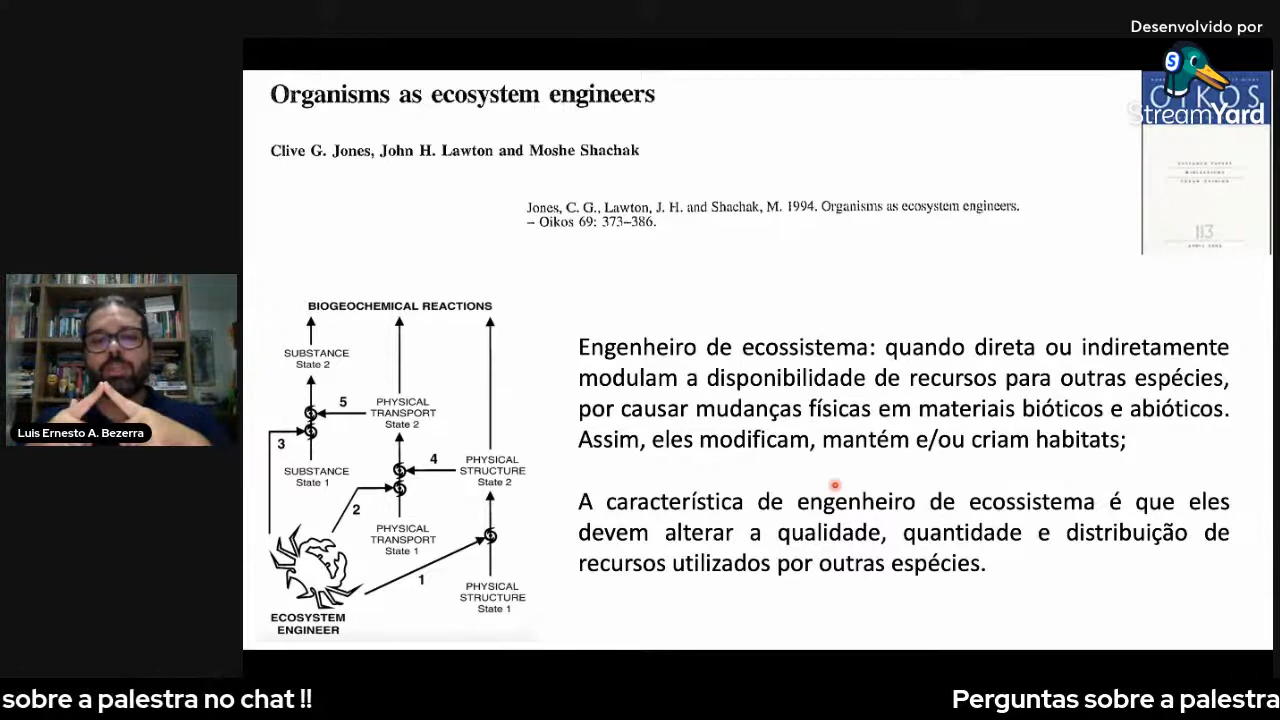 Desenvolvido por
StreamYard
Organisms as ecosystem engineers
OIKOS
Clive G. Jones, John H. Lawton and Moshe Shachak
Jones, C. G., Lawton, J. H. and Shachak, M. 1994. Organisms as ecosystem engineers.
– Oikos 69: 373–386.
113
BIOGEOCHEMICAL REACTIONS
SUBSTANCE
State 2
5
PHYSICAL
TRANSPORT
State 2
3
SUBSTANCE
State 1
4
PHYSICAL
STRUCTURE
State 2
2
PHYSICAL
TRANSPORT
State 1
1
PHYSICAL
STRUCTURE
State 1
ECOSYSTEM
ENGINEER
Engenheiro de ecossistema: quando direta ou indiretamente
modulam a disponibilidade de recursos para outras espécies,
por causar mudanças físicas em materiais bióticos e abióticos.
Assim, eles modificam, mantém e/ou criam habitats;
A característica de engenheiro de ecossistema é que eles
devem alterar a qualidade, quantidade e distribuição de
recursos utilizados por outras espécies.
Luis Ernesto A. Bezerra
sobre a palestra no chat !!
Perguntas sobre a palestra